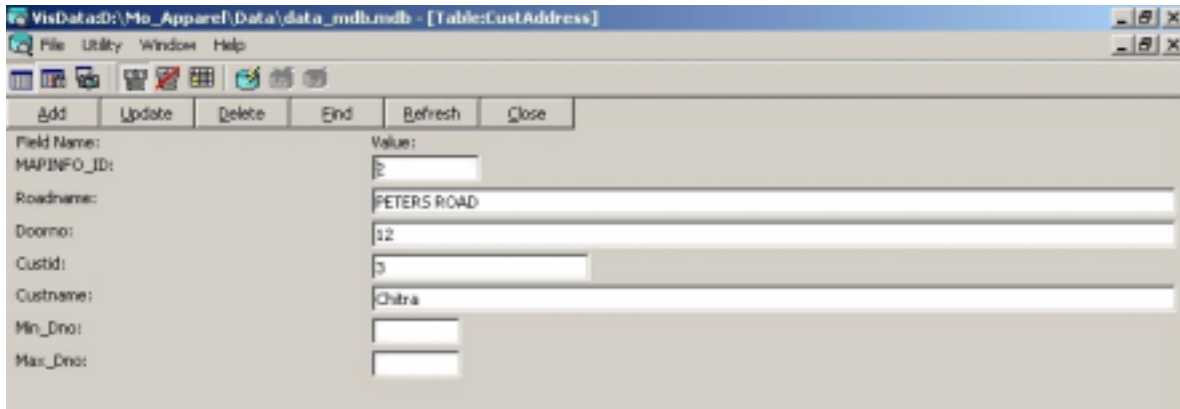 VisData:D:\Mo_Apparel\Data\data_mdb.mdb - [Table:CustAddress]
File Utility Window Help
Add Update Delete Find Refresh Close
Field Name: Value:
MAPINFO_ID:
Roadname: PETERS ROAD
Doorno: 12
Custid: 3
Custname: Chitra
Min_Dno:
Max_Dno: